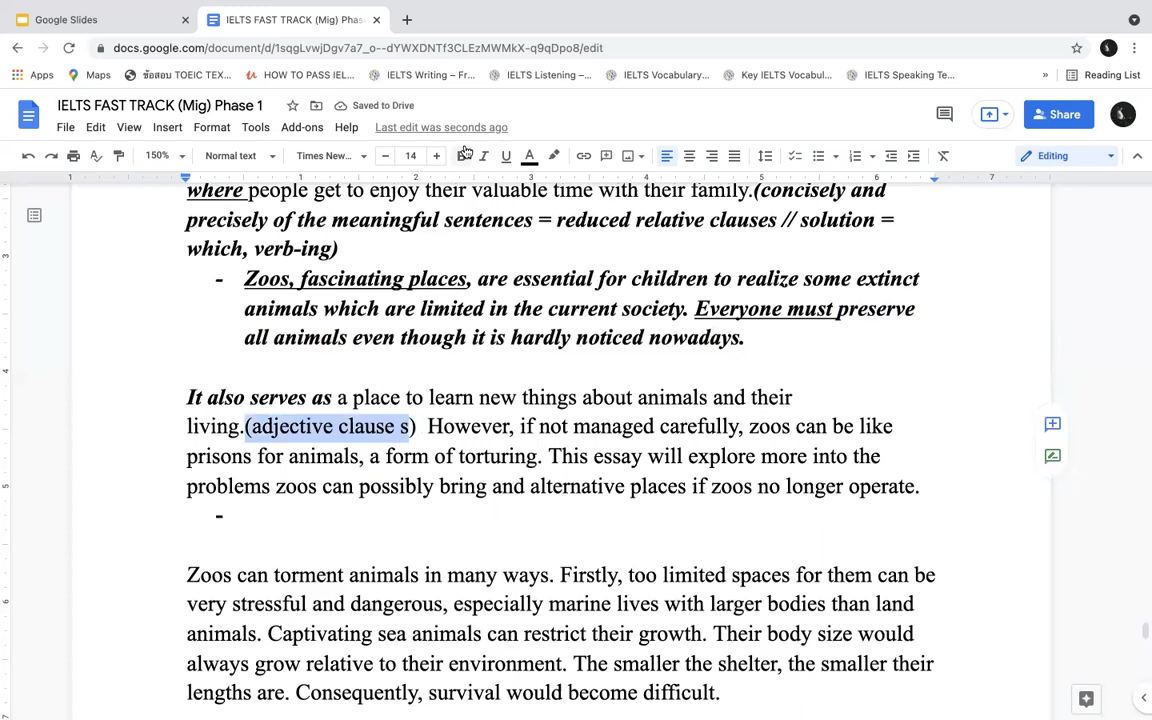 Google Slides
IELTS FAST TRACK (Mig) Phas
docs.google.com/document/d/1sqgLvwjDgv7a7_o--dYWXDNTf3CLEzMWMkX-q9qDpo8/edit
Apps Maps ข้อสอบ TOEIC TEX... HOW TO PASS IEL... IELTS Writing – Fr... IELTS Listening –... IELTS Vocabulary... Key IELTS Vocabul... IELTS Speaking Te... » Reading List
IELTS FAST TRACK (Mig) Phase 1 Saved to Drive
File Edit View Insert Format Tools Add-ons Help Last edit was seconds ago
Share
150% Normal text Times New... 14 Editing
1 1 2 3 4 5 6 7
where people get to enjoy their valuable time with their family.(concisely and
precisely of the meaningful sentences = reduced relative clauses // solution =
which, verb-ing)
- Zoos, fascinating places, are essential for children to realize some extinct
animals which are limited in the current society. Everyone must preserve
all animals even though it is hardly noticed nowadays.
It also serves as a place to learn new things about animals and their
living.(adjective clause s) However, if not managed carefully, zoos can be like
prisons for animals, a form of torturing. This essay will explore more into the
problems zoos can possibly bring and alternative places if zoos no longer operate.
-
Zoos can torment animals in many ways. Firstly, too limited spaces for them can be
very stressful and dangerous, especially marine lives with larger bodies than land
animals. Captivating sea animals can restrict their growth. Their body size would
always grow relative to their environment. The smaller the shelter, the smaller their
lengths are. Consequently, survival would become difficult.